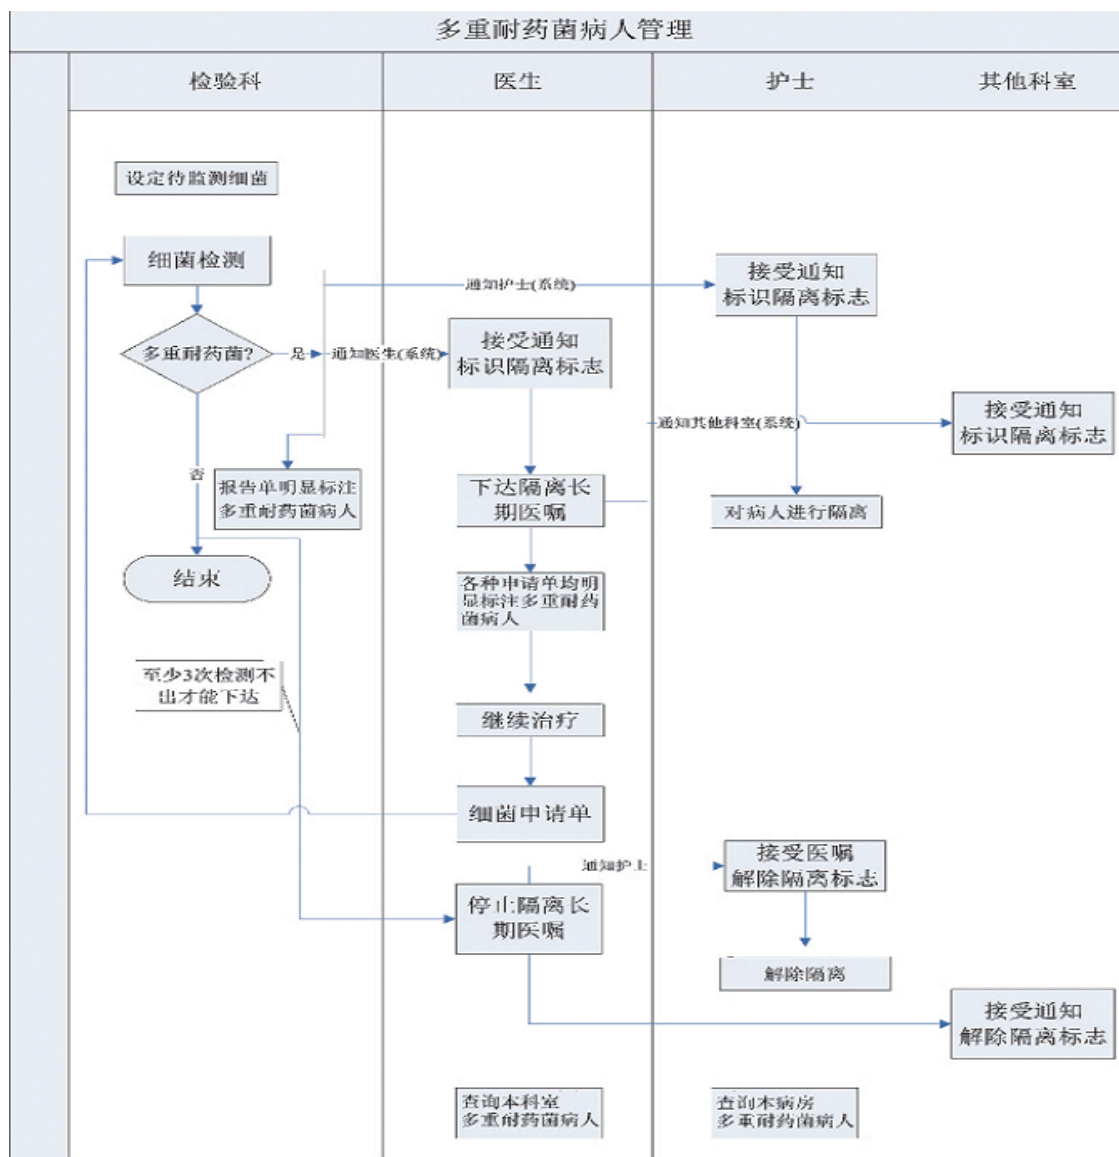 多重耐药菌病人管理
检验科
医生
护士
其他科室
设定待监测细菌
细菌检测
多重耐药菌?
是
否
通知护士(系统)
通知医生(系统)
接受通知
标识隔离标志
接受通知
标识隔离标志
通知其他科室(系统)
接受通知
标识隔离标志
报告单明显标注
多重耐药菌病人
下达隔离长
期医嘱
对病人进行隔离
结束
各种申请单均明
显标注多重耐药
菌病人
至少3次检测不
出才能下达
继续治疗
细菌申请单
通知护士
接受医嘱
解除隔离标志
停止隔离长
期医嘱
解除隔离
接受通知
解除隔离标志
查询本科室
多重耐药菌病人
查询本病房
多重耐药菌病人